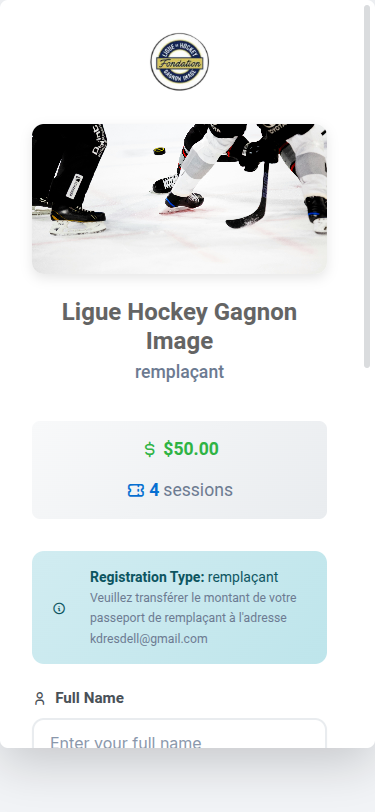 LIGUE DE HOCKEY
Fondation
GAGNON IMAGE
Ligue Hockey Gagnon
Image
remplaçant
$50.00
4 sessions
Registration Type: remplaçant
Veuillez transférer le montant de votre
passeport de remplaçant à l'adresse
kdresdell@gmail.com
Full Name
Enter your full name